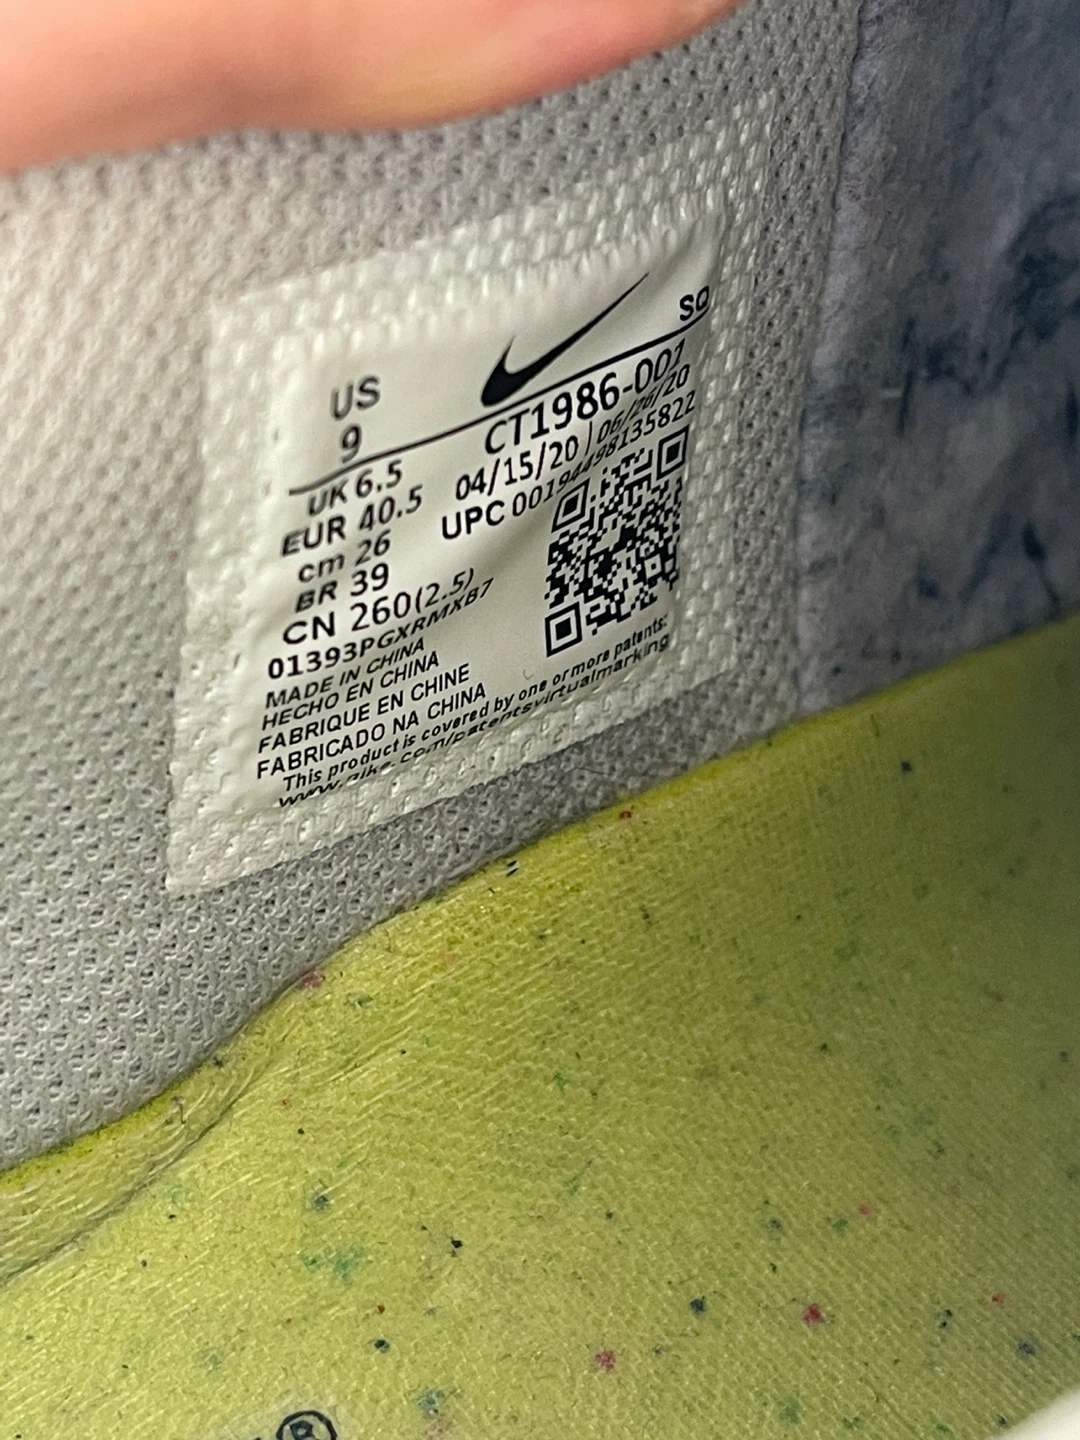 US
9
SQ
CT1986-001
UK 6.5
04/15/20 | 06/26/20
EUR 40.5
UPC 00194498135822
cm 26
BR 39
CN 260(2.5)
01393PGXRMXB7
MADE IN CHINA
HECHO EN CHINA
FABRIQUE EN CHINE
FABRICADO NA CHINA
This product is covered by one or more patents:
www.nike.com/patentsvirtualmarking
®